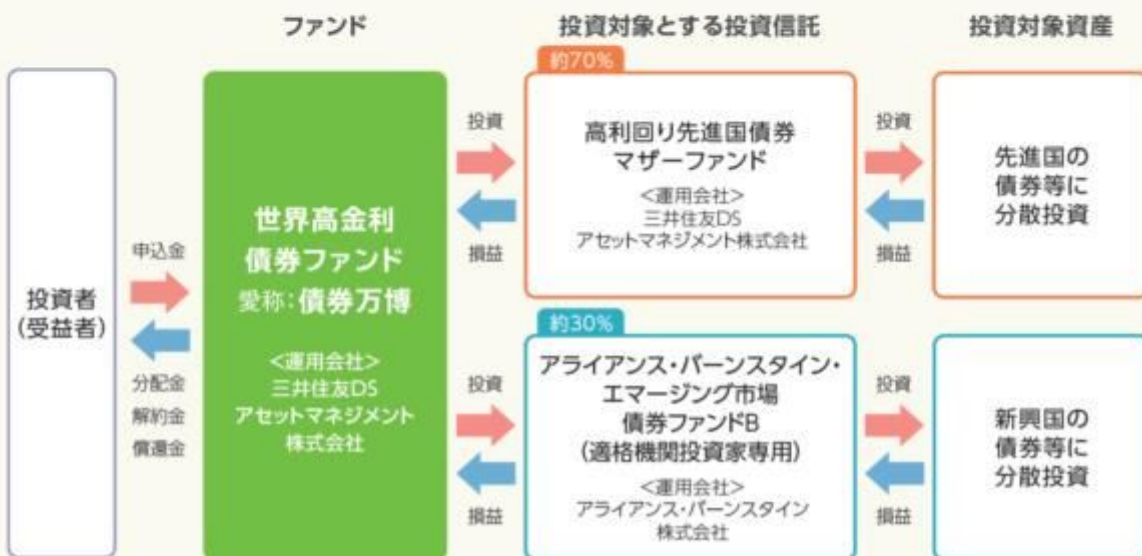 ファンド
投資対象とする投資信託
投資対象資産
投資者
(受益者)
申込金
分配金
解約金
償還金
世界高金利
債券ファンド
愛称：債券万博
＜運用会社＞
三井住友DS
アセットマネジメント
株式会社
投資
損益
約70%
高利回り先進国債券
マザーファンド
＜運用会社＞
三井住友DS
アセットマネジメント株式会社
投資
損益
先進国の
債券等に
分散投資
投資
損益
約30%
アライアンス・バーンスタイン・
エマージング市場
債券ファンドB
(適格機関投資家専用)
＜運用会社＞
アライアンス・バーンスタイン
株式会社
投資
損益
新興国の
債券等に
分散投資